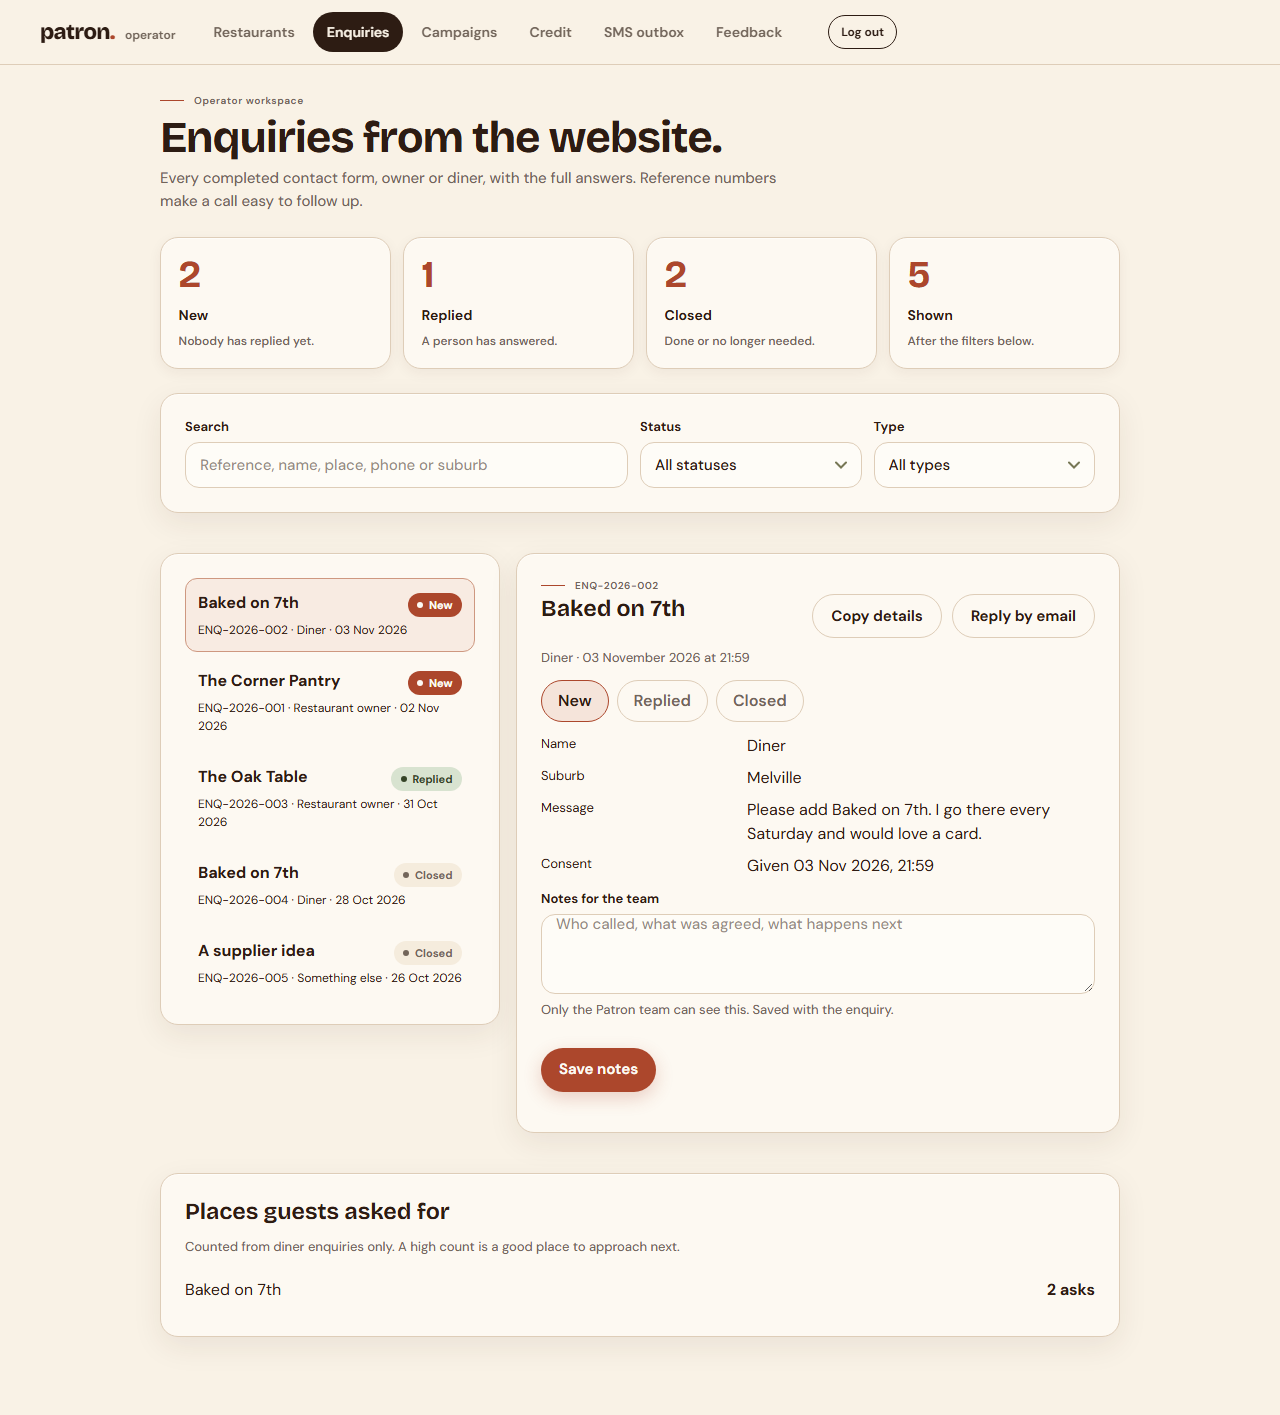 patron. operator Restaurants Enquiries Campaigns Credit SMS outbox Feedback Log out
Operator workspace
Enquiries from the website.
Every completed contact form, owner or diner, with the full answers. Reference numbers
make a call easy to follow up.
2
New
Nobody has replied yet.
1
Replied
A person has answered.
2
Closed
Done or no longer needed.
5
Shown
After the filters below.
Search
Reference, name, place, phone or suburb
Status
All statuses
Type
All types
Baked on 7th New
ENQ-2026-002 · Diner · 03 Nov 2026
The Corner Pantry New
ENQ-2026-001 · Restaurant owner · 02 Nov
2026
The Oak Table Replied
ENQ-2026-003 · Restaurant owner · 31 Oct
2026
Baked on 7th Closed
ENQ-2026-004 · Diner · 28 Oct 2026
A supplier idea Closed
ENQ-2026-005 · Something else · 26 Oct 2026
ENQ-2026-002
Baked on 7th
Copy details Reply by email
Diner · 03 November 2026 at 21:59
New Replied Closed
Name Diner
Suburb Melville
Message Please add Baked on 7th. I go there every
Saturday and would love a card.
Consent Given 03 Nov 2026, 21:59
Notes for the team
Who called, what was agreed, what happens next
Only the Patron team can see this. Saved with the enquiry.
Save notes
Places guests asked for
Counted from diner enquiries only. A high count is a good place to approach next.
Baked on 7th 2 asks